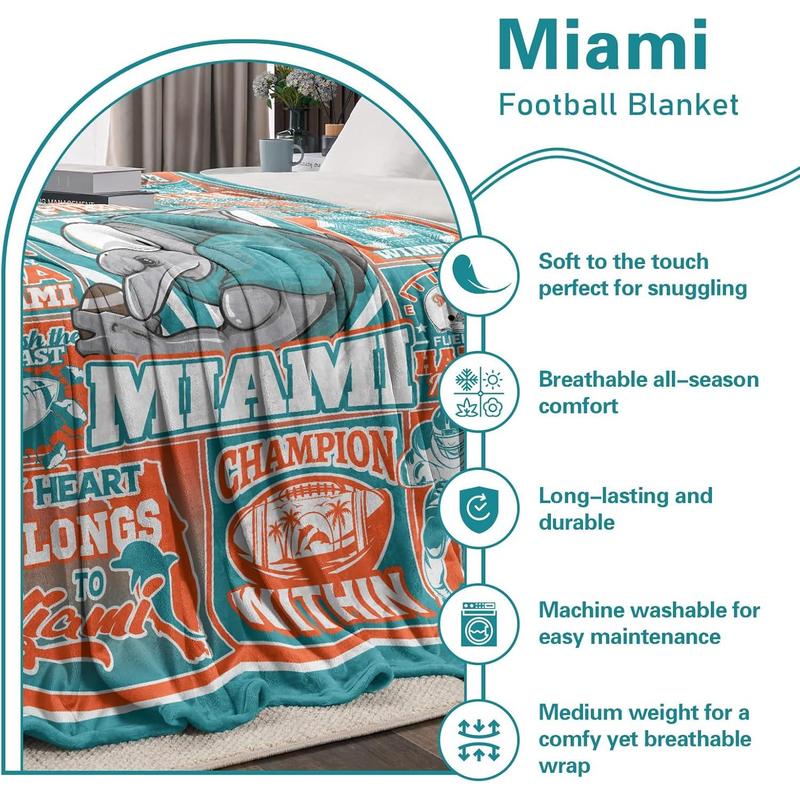 Miami
Football Blanket
Soft to the touch
perfect for snuggling
Breathable all–season
comfort
Long–lasting and
durable
Machine washable for
easy maintenance
Medium weight for a
comfy yet breathable
wrap
MIAMI
CHAMPION
WITHIN
HEART
LONGS
TO
Miami